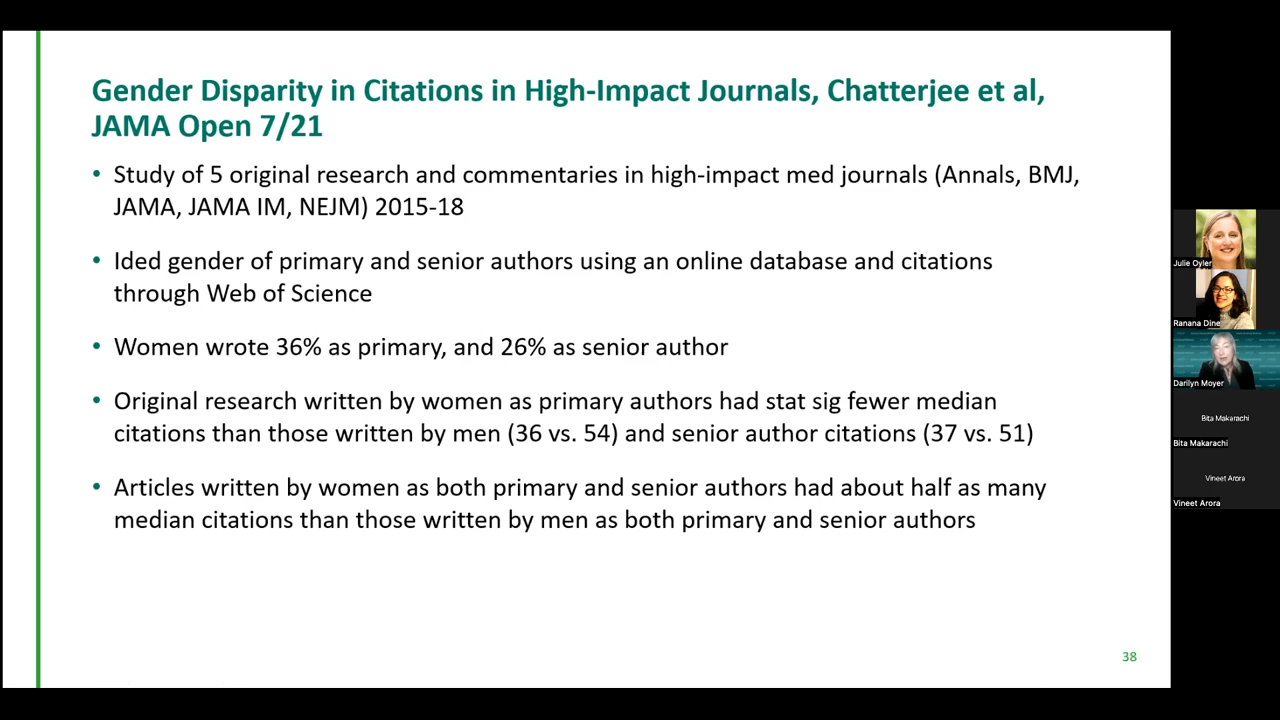 Gender Disparity in Citations in High-Impact Journals, Chatterjee et al,
JAMA Open 7/21
• Study of 5 original research and commentaries in high-impact med journals (Annals, BMJ,
JAMA, JAMA IM, NEJM) 2015-18
• Ided gender of primary and senior authors using an online database and citations
through Web of Science
• Women wrote 36% as primary, and 26% as senior author
• Original research written by women as primary authors had stat sig fewer median
citations than those written by men (36 vs. 54) and senior author citations (37 vs. 51)
• Articles written by women as both primary and senior authors had about half as many
median citations than those written by men as both primary and senior authors
38
Julie Oyler
Ranana Dine
Darilyn Moyer
Bita Makarachi
Bita Makarachi
Vineet Arora
Vineet Arora